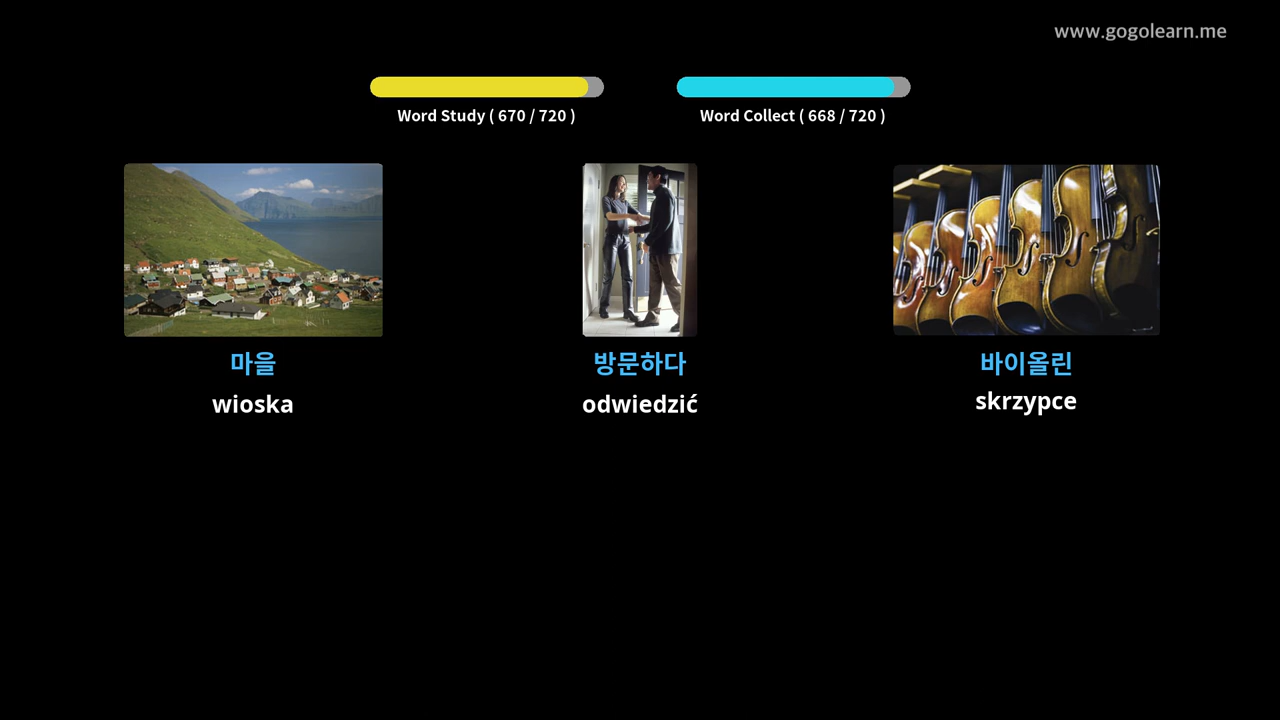 www.gogolearn.me
Word Study ( 670 / 720 )
Word Collect ( 668 / 720 )
마을
방문하다
바이올린
wioska
odwiedzić
skrzypce